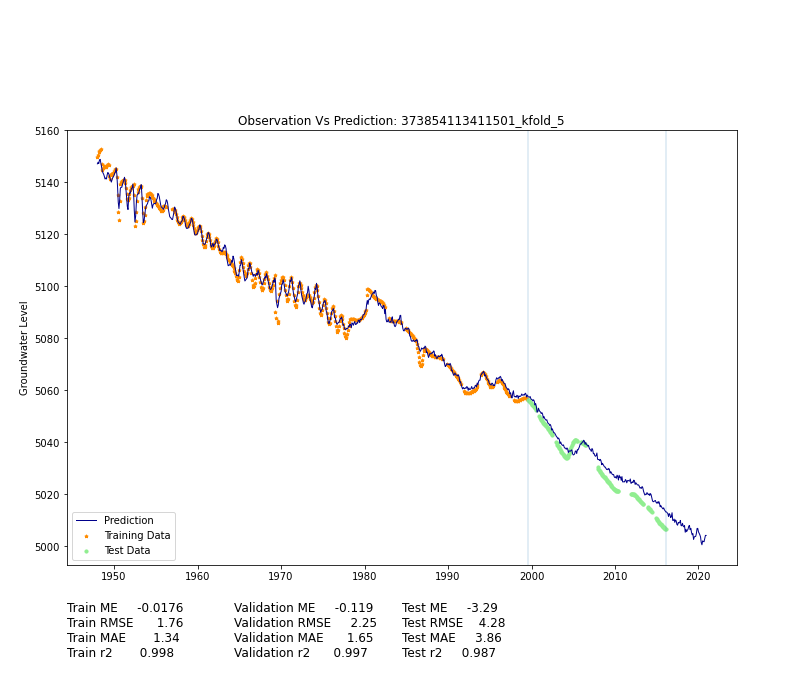 Observation Vs Prediction: 373854113411501_kfold_5
5160
5140
5120
5100
5080
5060
5040
5020
5000
Groundwater Level
Prediction
Training Data
Test Data
1950 1960 1970 1980 1990 2000 2010 2020
Train ME -0.0176 Validation ME -0.119 Test ME -3.29
Train RMSE 1.76 Validation RMSE 2.25 Test RMSE 4.28
Train MAE 1.34 Validation MAE 1.65 Test MAE 3.86
Train r2 0.998 Validation r2 0.997 Test r2 0.987